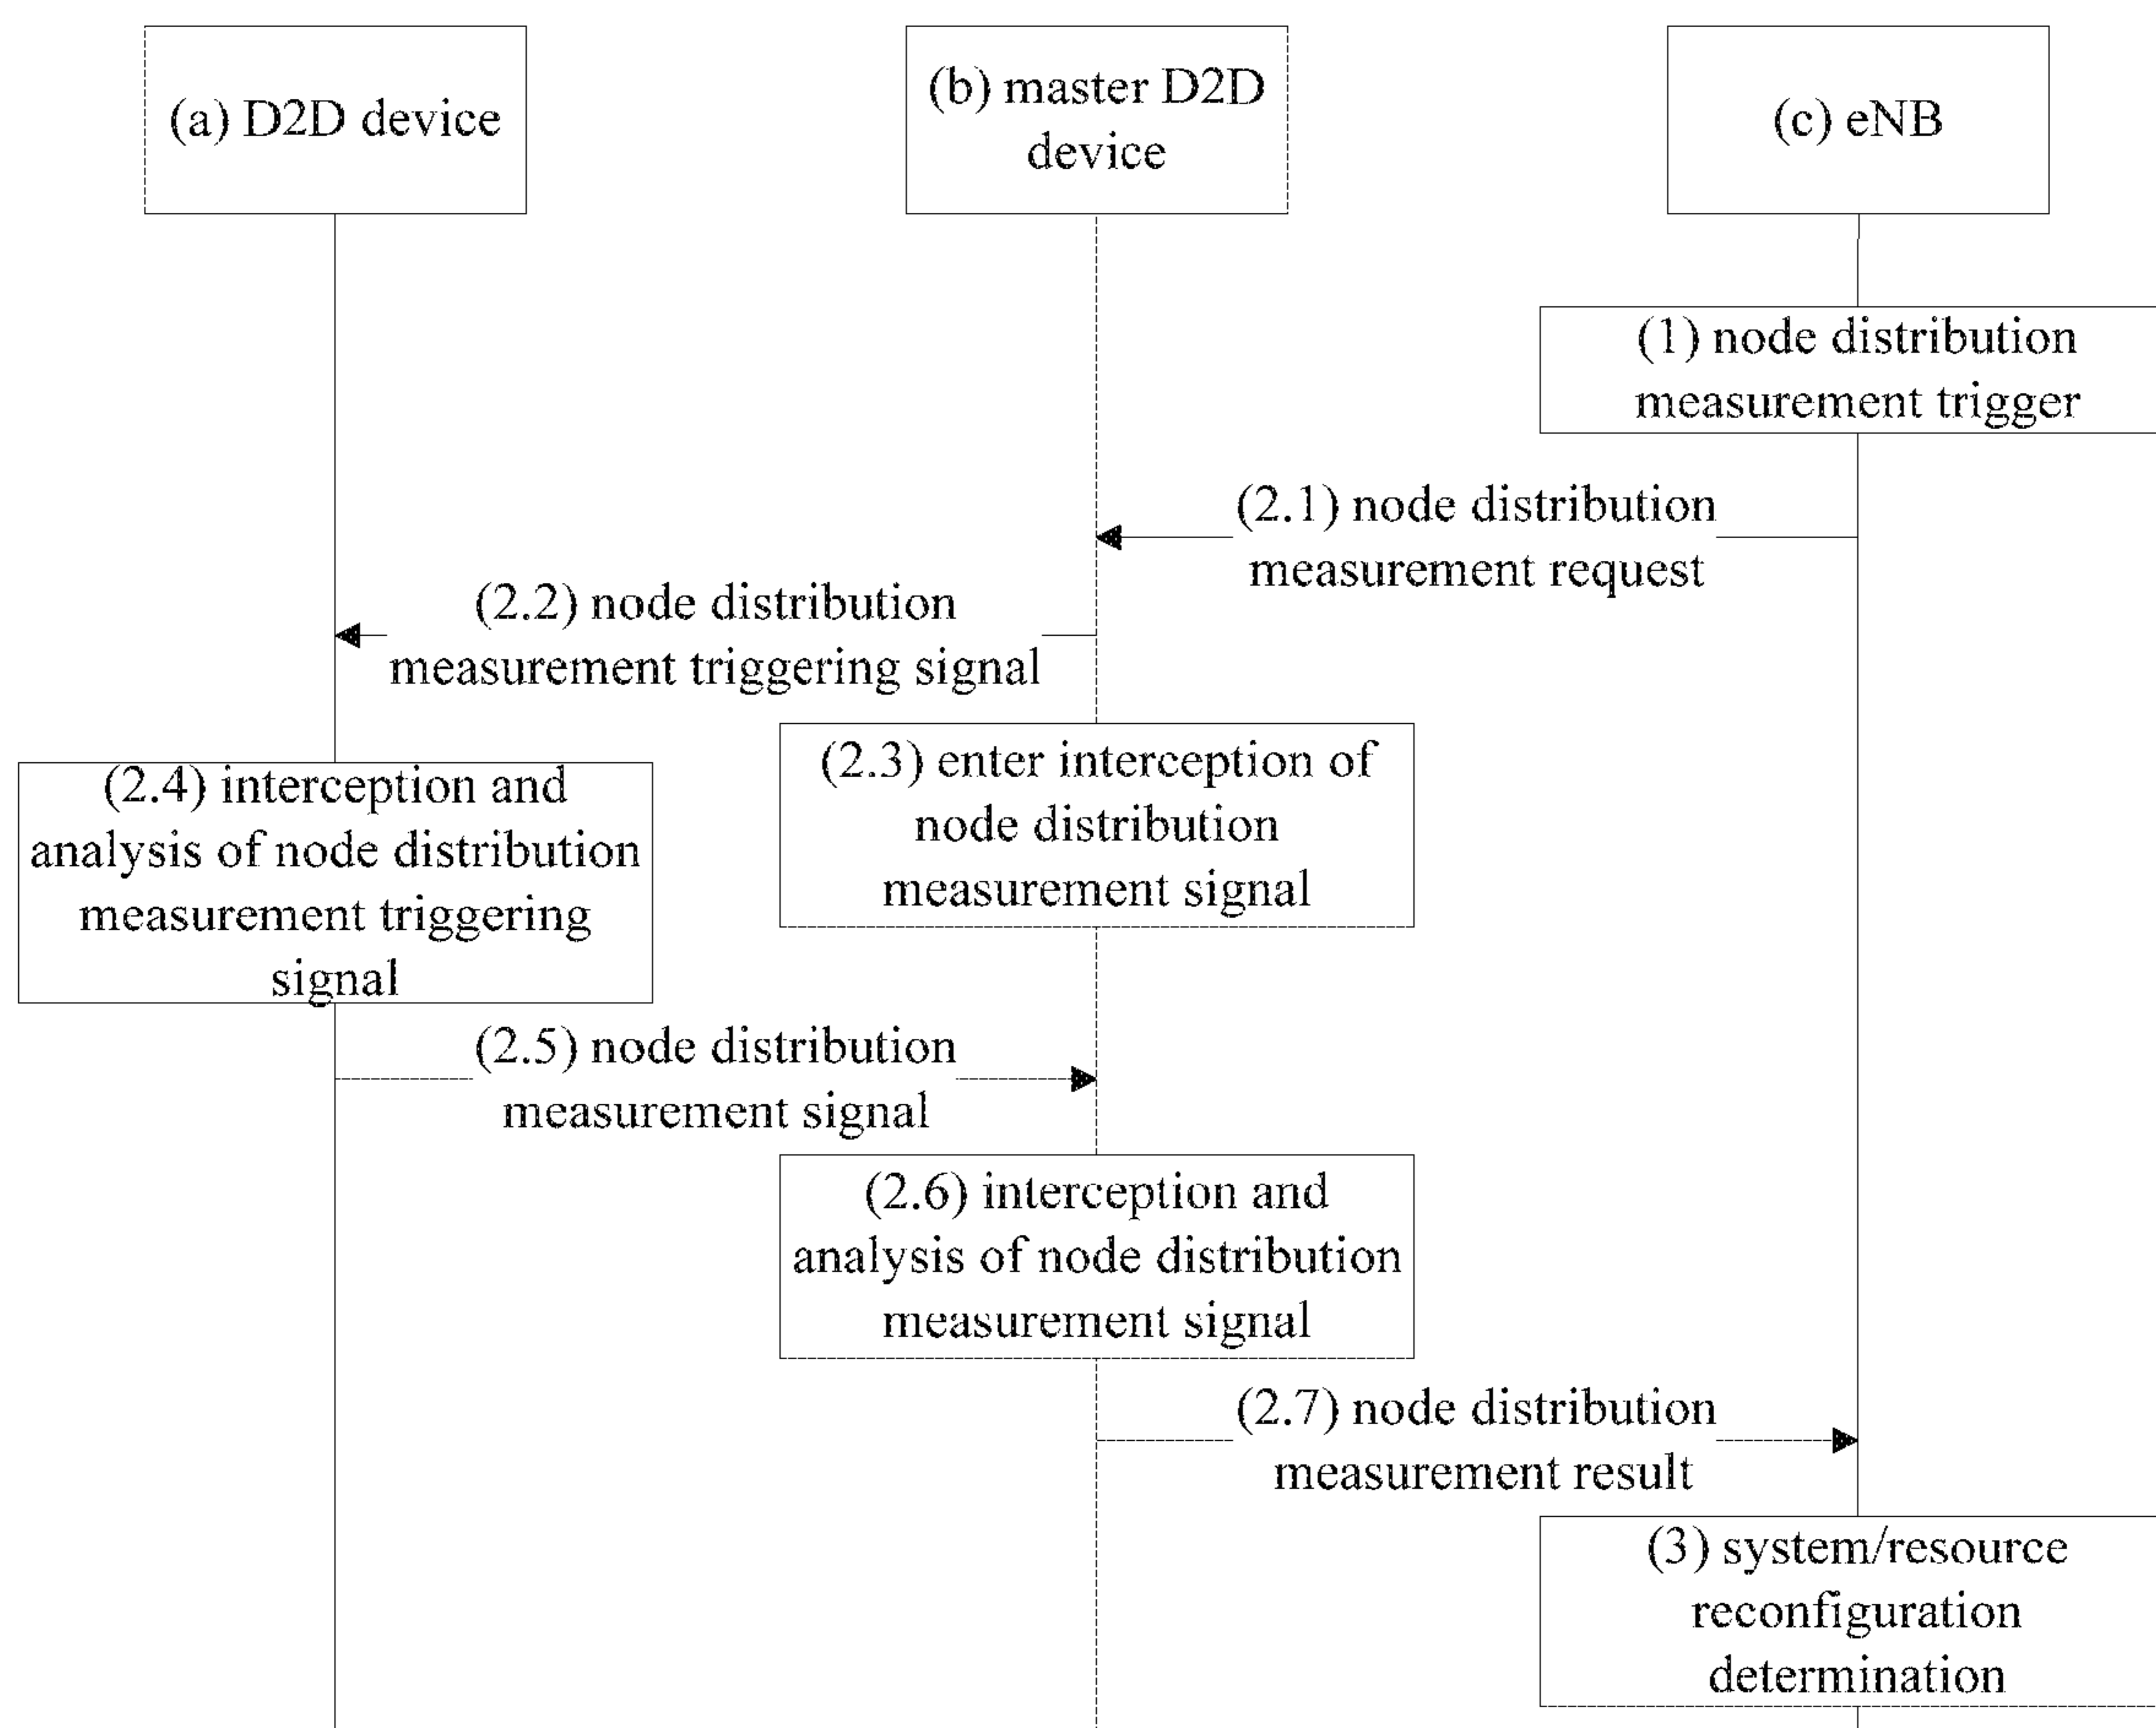 (a) D2D device
(b) master D2D
device
(c) eNB
(1) node distribution
measurement trigger
(2.1) node distribution
measurement request
(2.2) node distribution
measurement triggering signal
(2.3) enter interception of
node distribution
measurement signal
(2.4) interception and
analysis of node distribution
measurement triggering
signal
(2.5) node distribution
measurement signal
(2.6) interception and
analysis of node distribution
measurement signal
(2.7) node distribution
measurement result
(3) system/resource
reconfiguration
determination